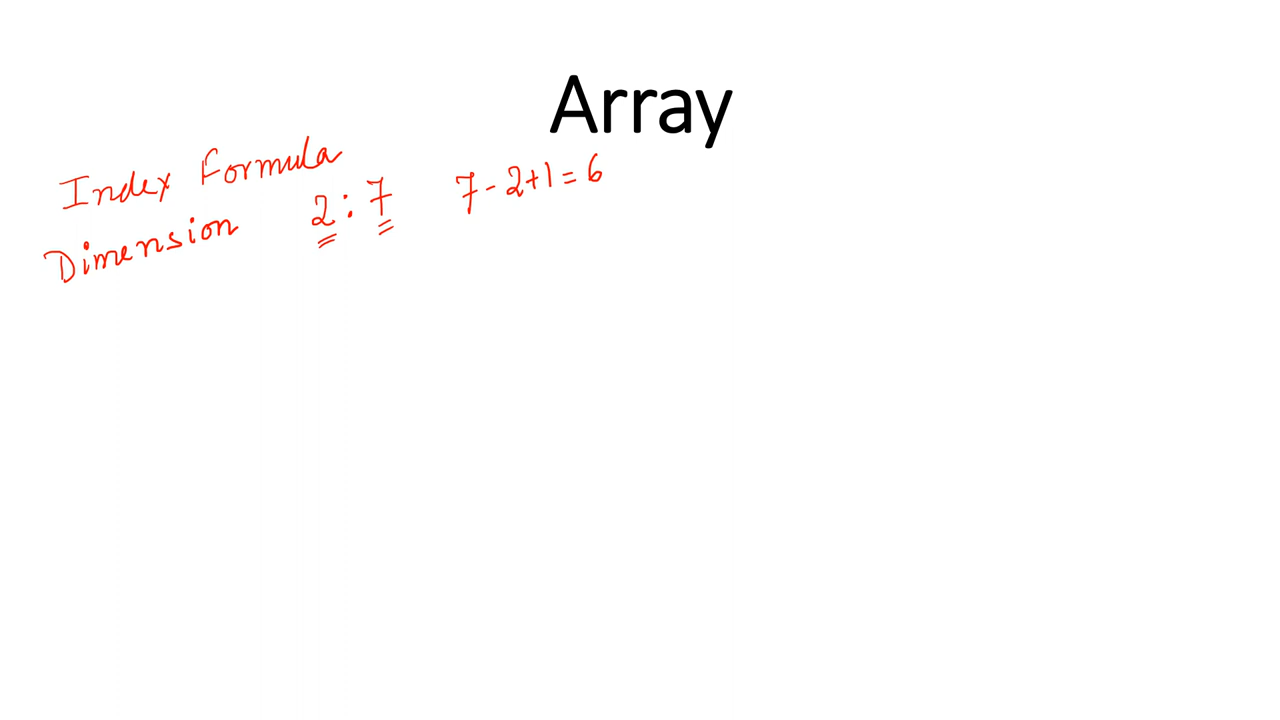 Array
Index Formula
Dimension 2 : 7 7 - 2 + 1 = 6